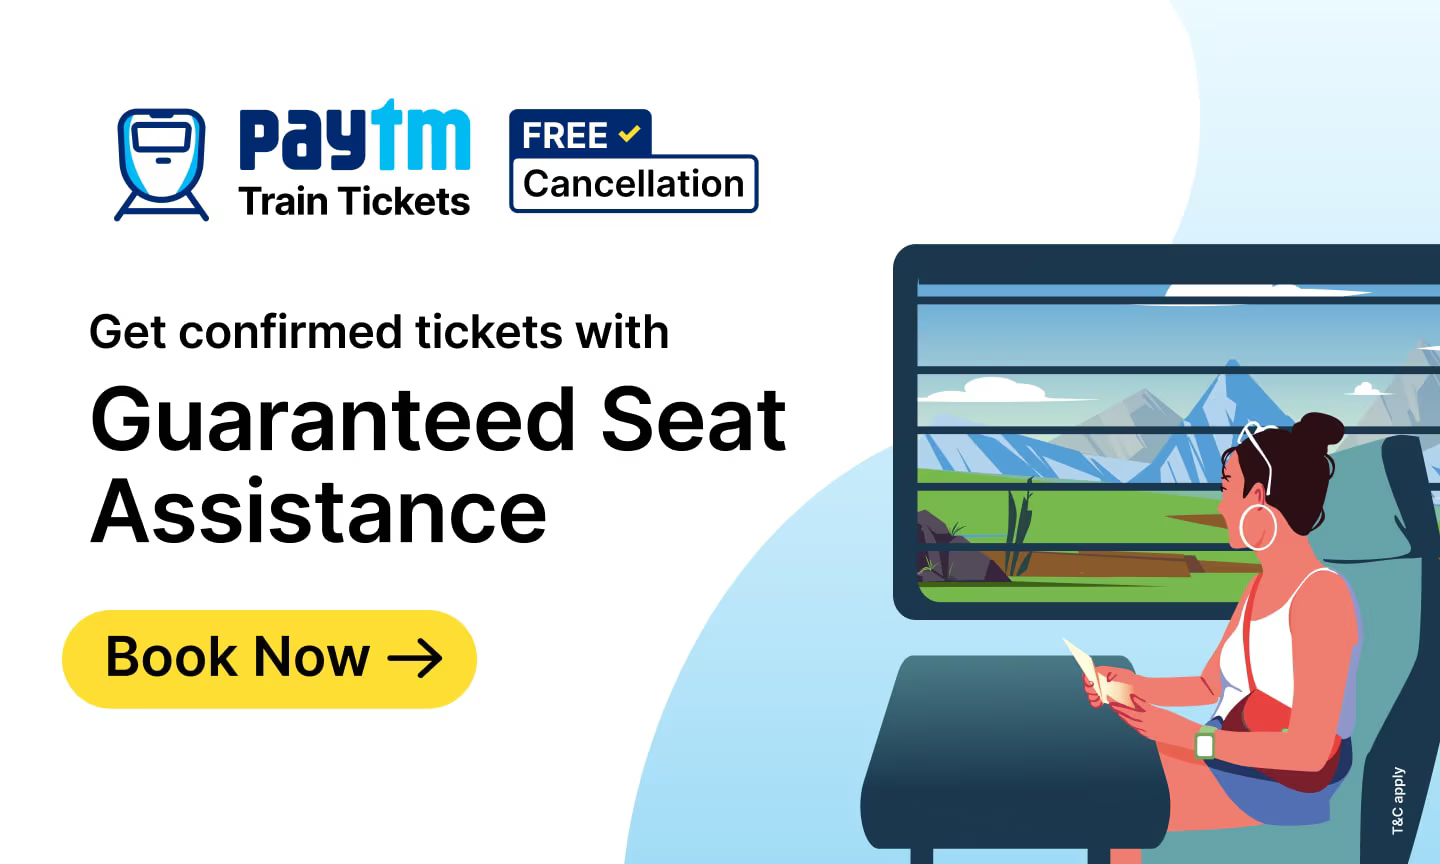 paytm
Train Tickets
FREE
Cancellation
Get confirmed tickets with
Guaranteed Seat
Assistance
Book Now
T&C apply